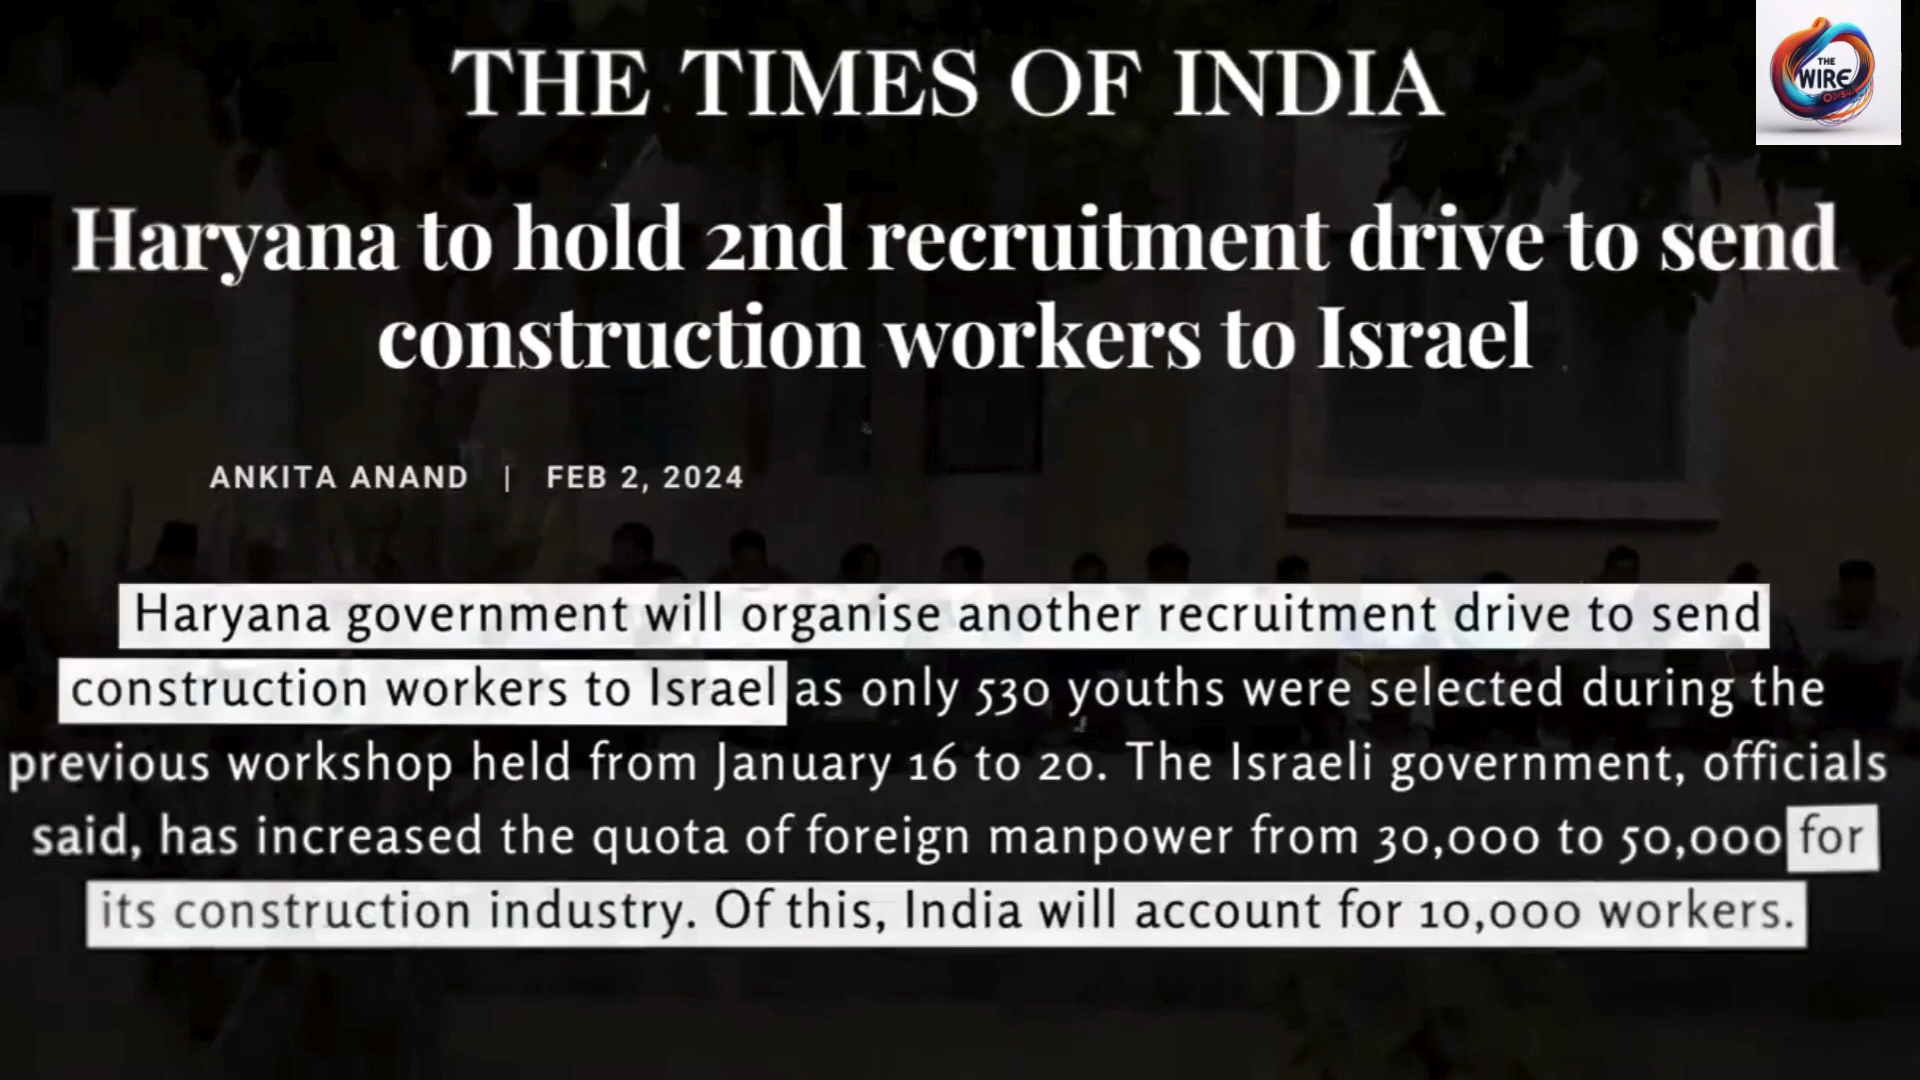 THE TIMES OF INDIA
THE
WIRE
ODISHA
Haryana to hold 2nd recruitment drive to send
construction workers to Israel
ANKITA ANAND | FEB 2, 2024
Haryana government will organise another recruitment drive to send
construction workers to Israel as only 530 youths were selected during the
previous workshop held from January 16 to 20. The Israeli government, officials
said, has increased the quota of foreign manpower from 30,000 to 50,000 for
its construction industry. Of this, India will account for 10,000 workers.